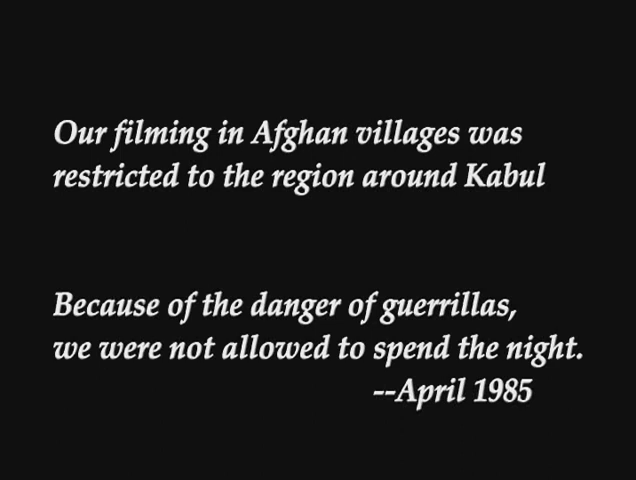 Our filming in Afghan villages was
restricted to the region around Kabul
Because of the danger of guerrillas,
we were not allowed to spend the night.
--April 1985